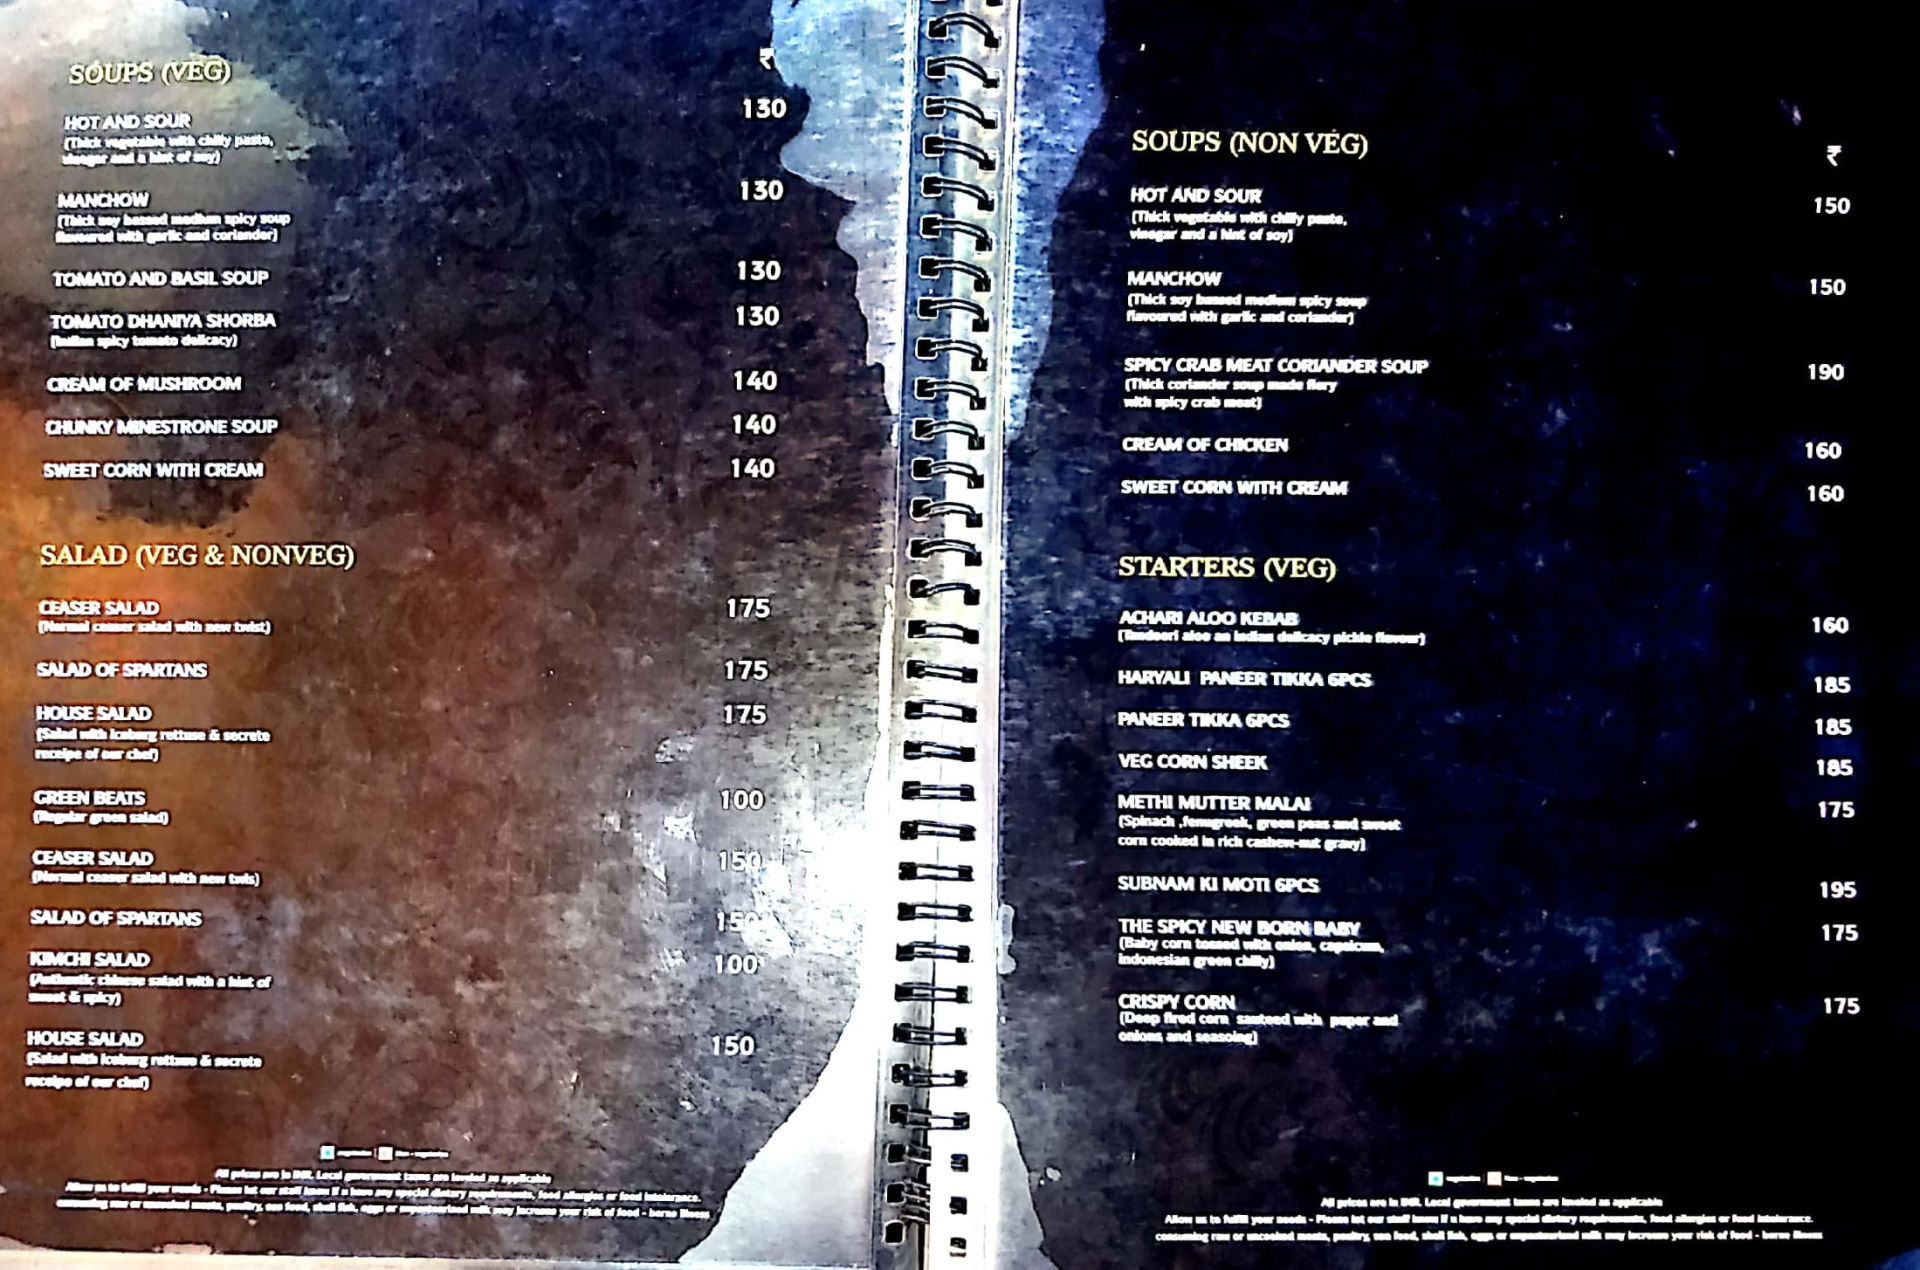 SOUPS (VEG)
₹
HOT AND SOUR 130
(Thick vegetable with chilly paste,
vinegar and a hint of soy)
MANCHOW 130
(Thick soy bassed medium spicy soup
flavoured with garlic and coriander)
TOMATO AND BASIL SOUP 130
TOMATO DHANIYA SHORBA 130
(Indian spicy tomato delicacy)
CREAM OF MUSHROOM 140
CHUNKY MINESTRONE SOUP 140
SWEET CORN WITH CREAM 140
SALAD (VEG & NONVEG)
CEASER SALAD 175
(Normal ceaser salad with new twist)
SALAD OF SPARTANS 175
HOUSE SALAD 175
(Salad with Iceburg rettuse & secrete
receipe of our chef)
GREEN BEATS 100
(Regular green salad)
CEASER SALAD 150
(Normal ceaser salad with new twis)
SALAD OF SPARTANS 150
KIMCHI SALAD 100
(Authentic chinese salad with a hint of
sweet & spicy)
HOUSE SALAD 150
(Salad with Iceburg rettuse & secrete
receipe of our chef)
vegetarian Non - vegetarian
All prices are in INR. Local government taxes are leveled as applicable
Allow us to fulfill your needs - Please let our staff know if u have any special dietary requirements, food allergies or food intolerance.
consuming raw or uncooked meats, poultry, sea food, shell fish, eggs or unpasteurized milk may increase your risk of food - borne illness
SOUPS (NON VEG)
₹
HOT AND SOUR 150
(Thick vegetable with chilly paste,
vinegar and a hint of soy)
MANCHOW 150
(Thick soy bassed medium spicy soup
flavoured with garlic and coriander)
SPICY CRAB MEAT CORIANDER SOUP 190
(Thick coriander soup made fiery
with spicy crab meat)
CREAM OF CHICKEN 160
SWEET CORN WITH CREAM 160
STARTERS (VEG)
ACHARI ALOO KEBAB 160
(Tandoori aloo an indian delicacy pickle flavour)
HARYALI PANEER TIKKA 6PCS 185
PANEER TIKKA 6PCS 185
VEG CORN SHEEK 185
METHI MUTTER MALAI 175
(Spinach ,fenugreek, green peas and sweet
corn cooked in rich cashew-nut gravy)
SUBNAM KI MOTI 6PCS 195
THE SPICY NEW BORN BABY 175
(Baby corn tossed with onion, capsicum,
Indonesian green chilly)
CRISPY CORN 175
(Deep fired corn sauteed with peper and
onions and seasoing)
vegetarian Non - vegetarian
All prices are in INR. Local government taxes are leveled as applicable
Allow us to fulfill your needs - Please let our staff know if u have any special dietary requirements, food allergies or food intolerance.
consuming raw or uncooked meats, poultry, sea food, shell fish, eggs or unpasteurized milk may increase your risk of food - borne illness